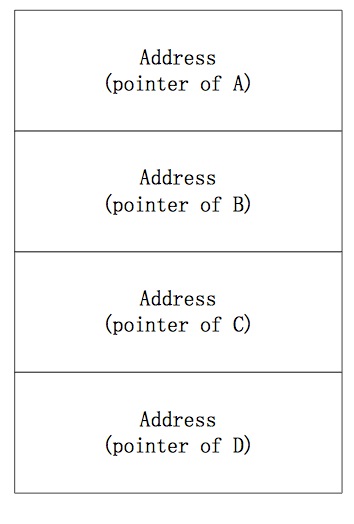 Address
(pointer of A)
Address
(pointer of B)
Address
(pointer of C)
Address
(pointer of D)